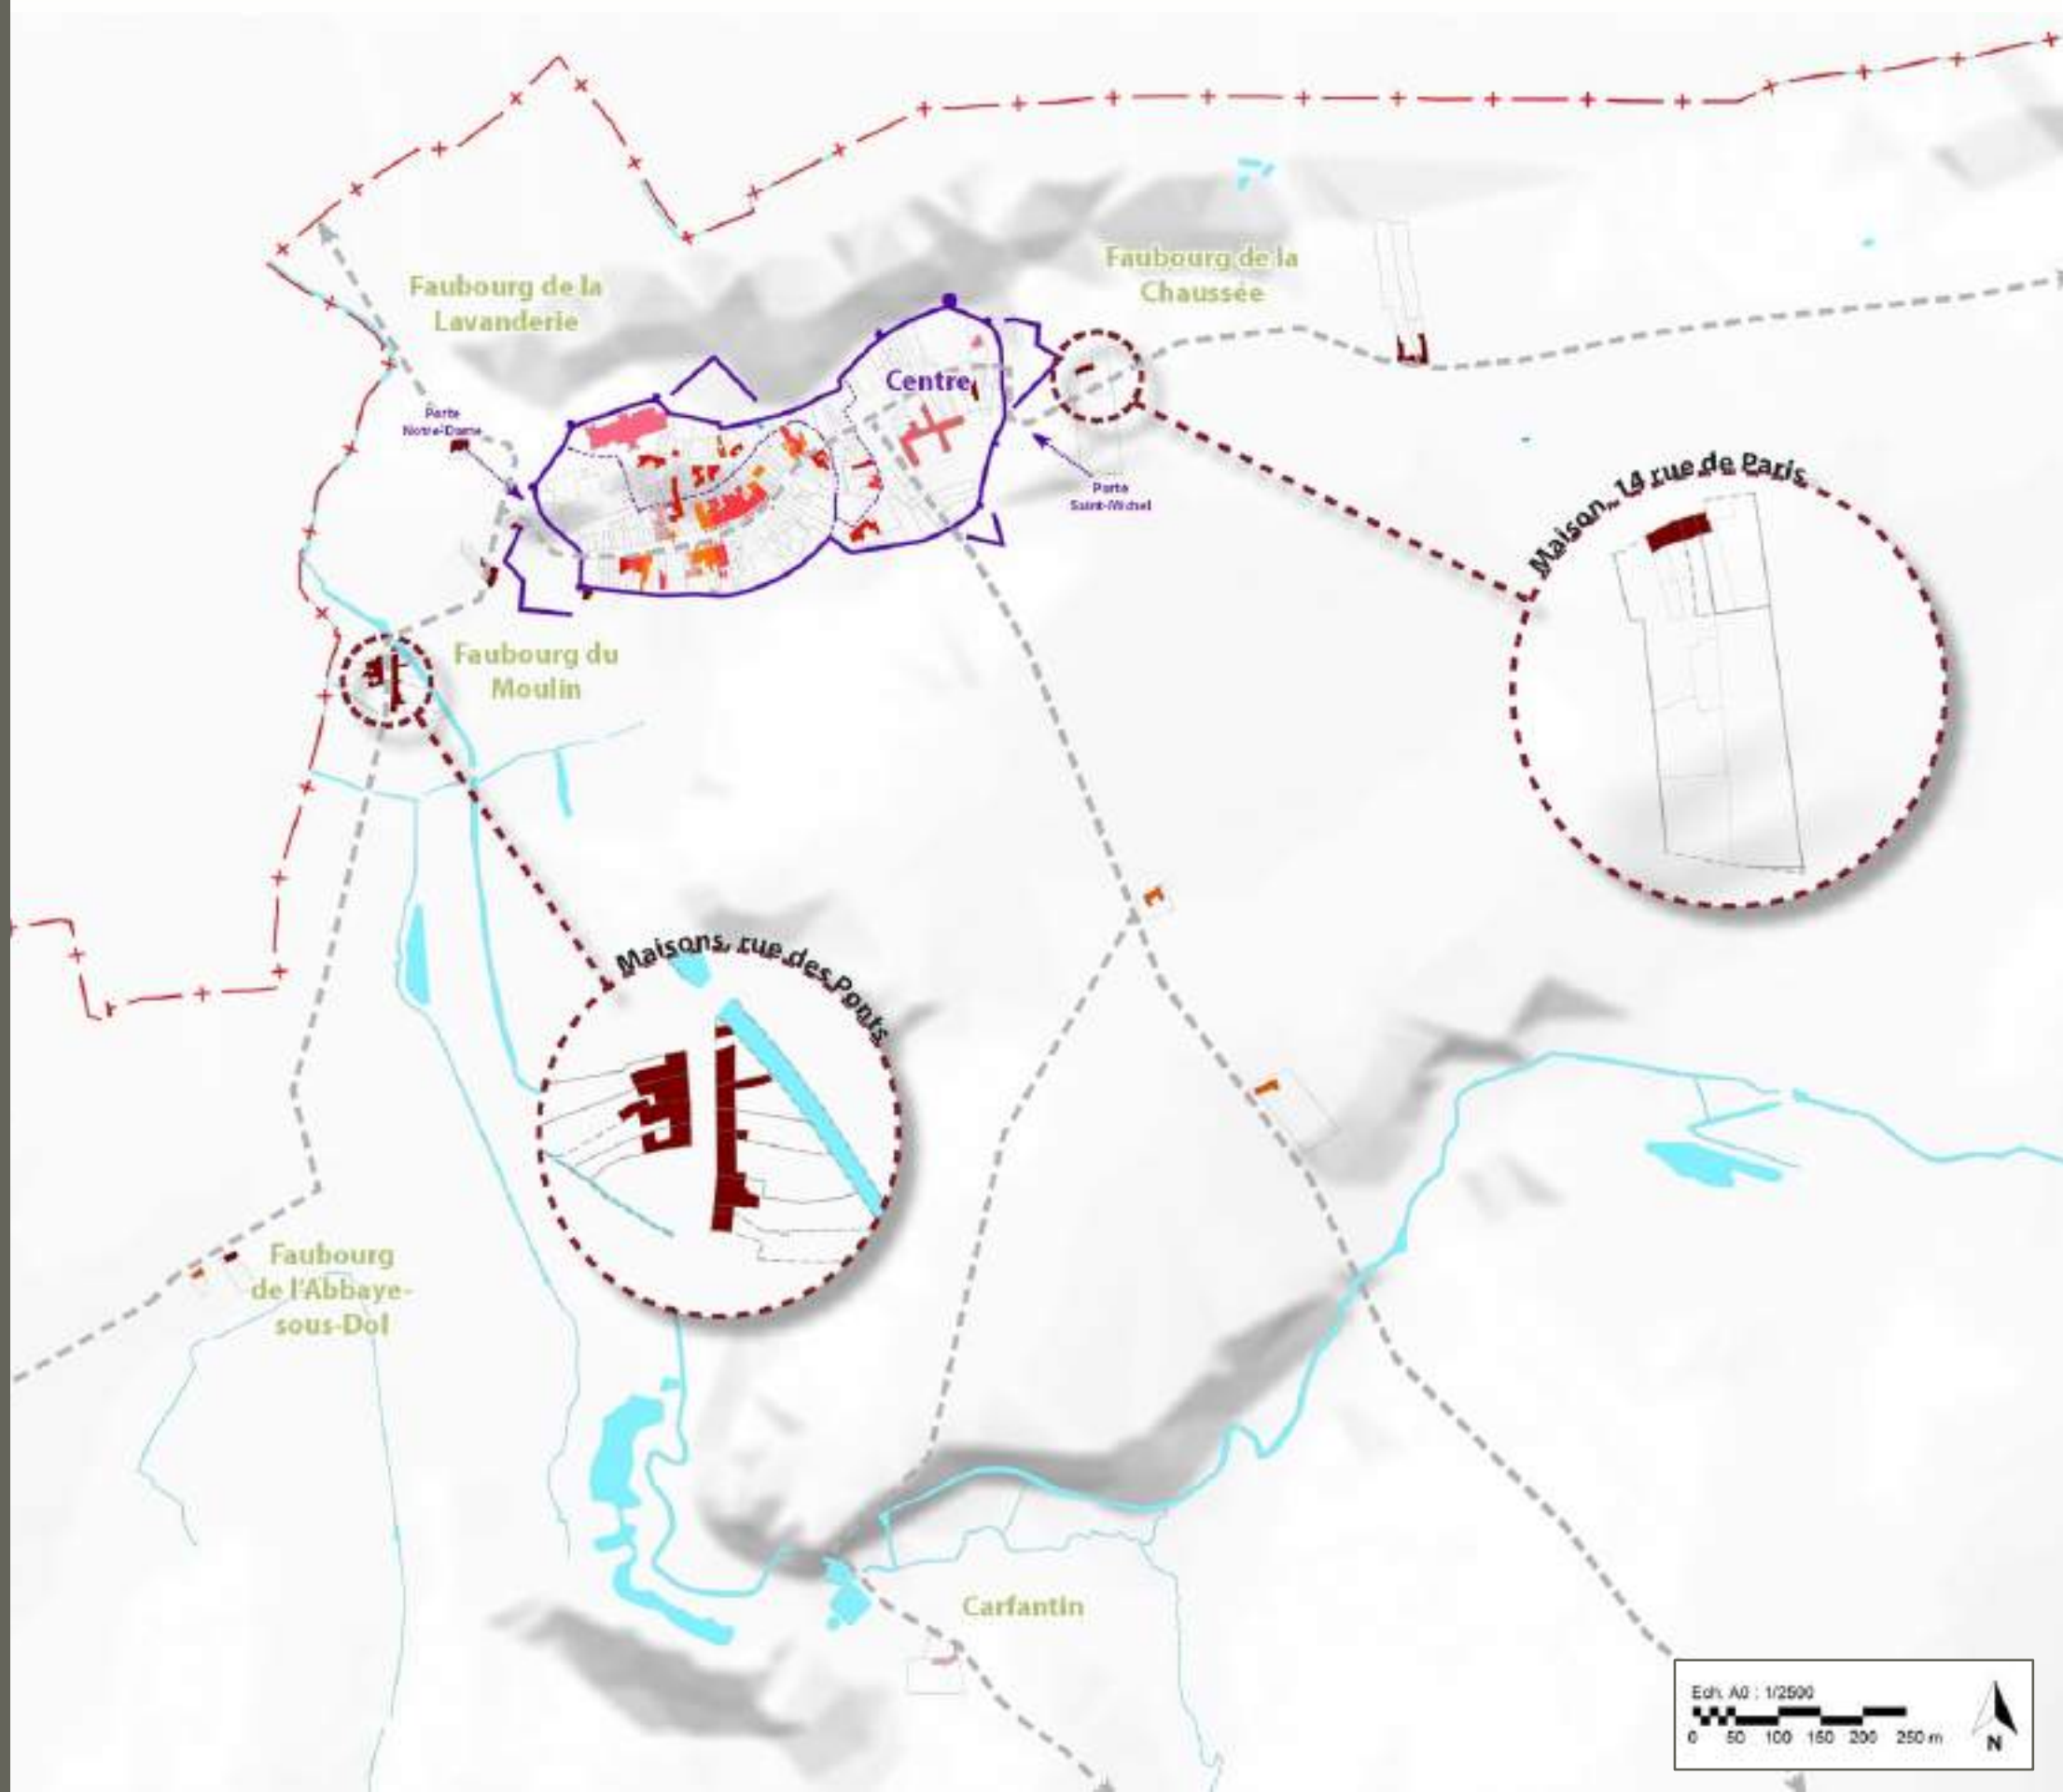 Faubourg de la
Chaussée
Faubourg de la
Lavanderie
Centre
Porte
Notre-Dame
Maison, 14 rue de Paris
Porte
Saint-Michel
Faubourg du
Moulin
Maisons, rue des Ponts
Faubourg
de l'Abbaye-
sous-Dol
Carfantin
Ech. A0 : 1/2500
0 50 100 150 200 250 m
N